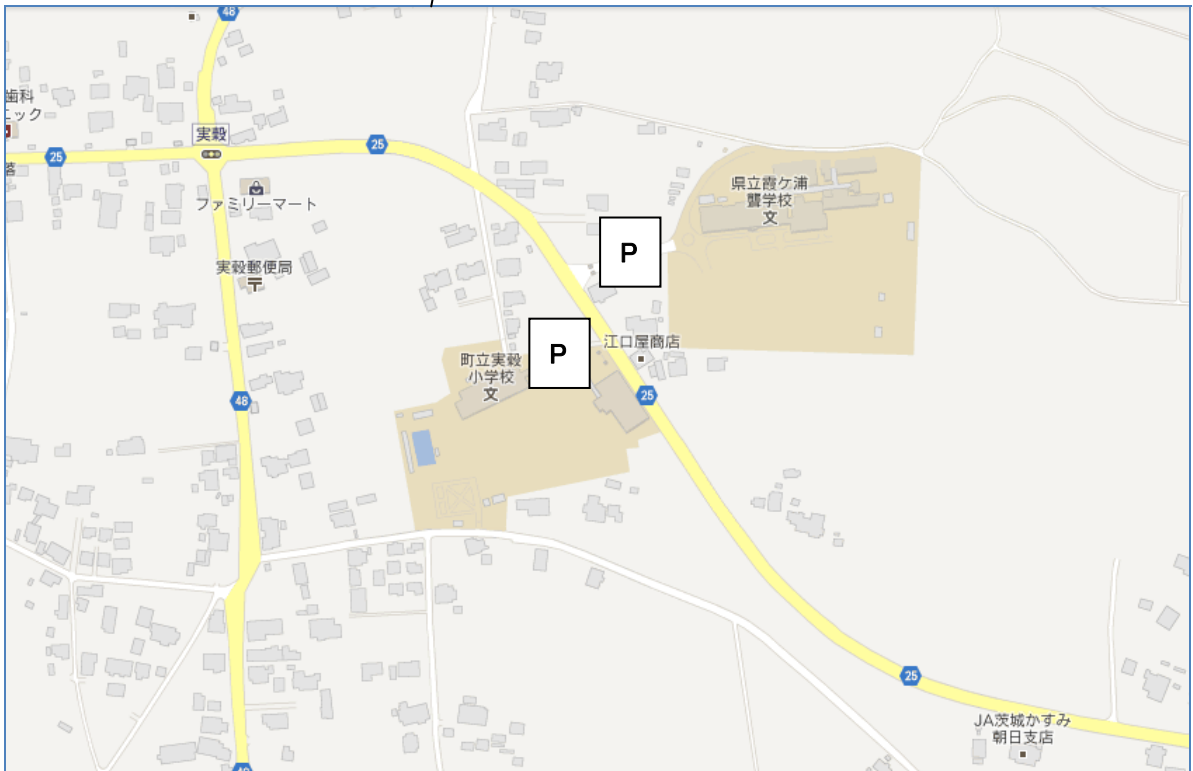 48
歯科
ニック
実穀
25
25
落
ファミリーマート
県立霞ケ浦
聾学校
文
P
実穀郵便局
P
江口屋商店
町立実穀
小学校
文
25
48
25
JA茨城かすみ
朝日支店